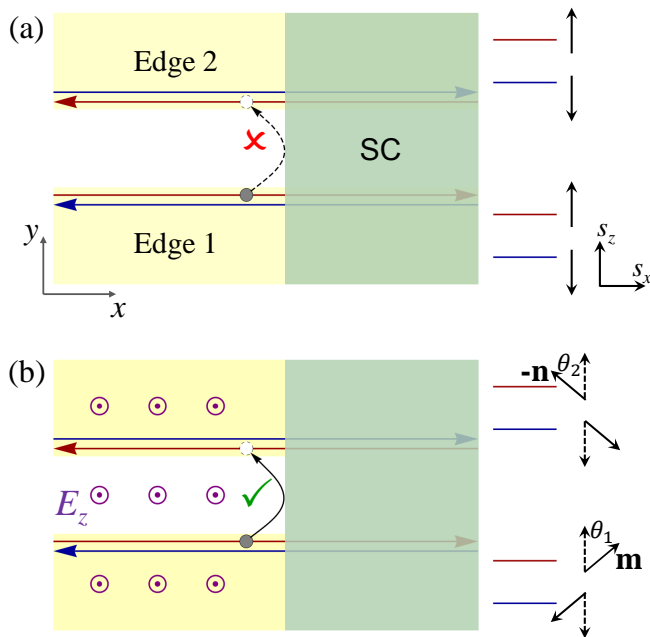 (a)
Edge 2
✘
SC
y
Edge 1
x
s_z
s_x
(b)
-n
θ_2
E_z
✓
θ_1
m